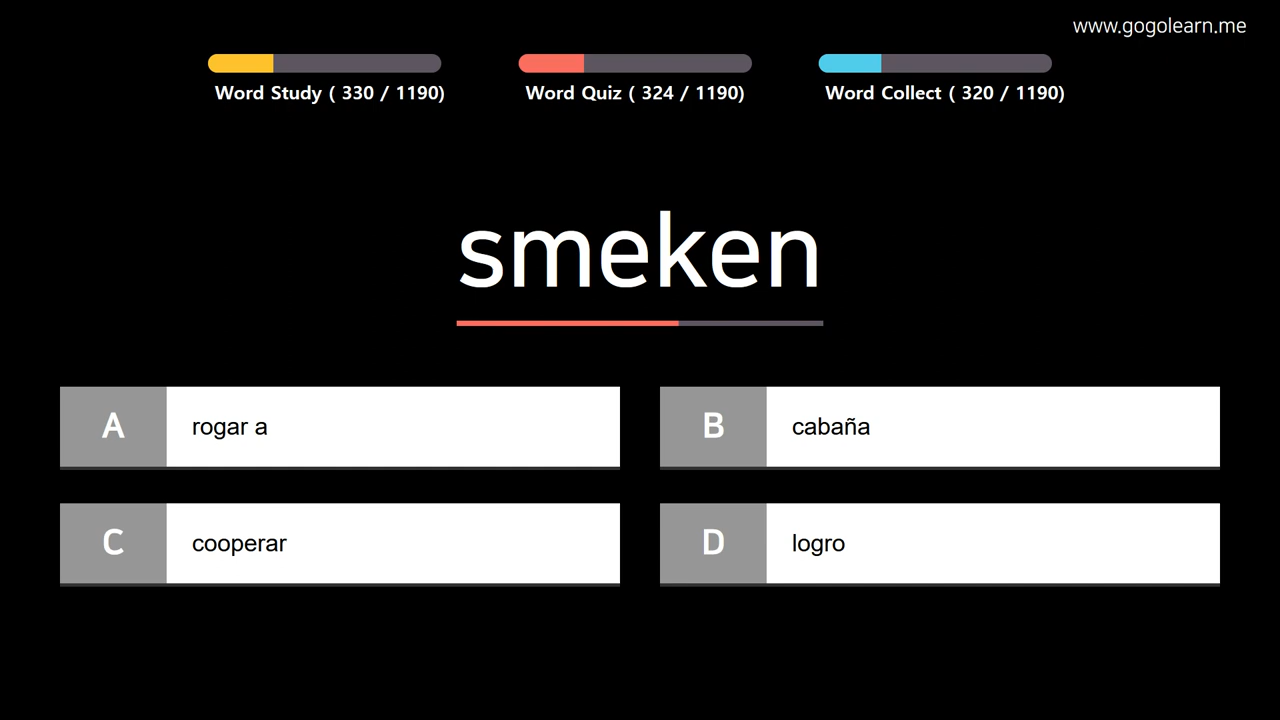 www.gogolearn.me
Word Study ( 330 / 1190)
Word Quiz ( 324 / 1190)
Word Collect ( 320 / 1190)
smeken
A
rogar a
B
cabaña
C
cooperar
D
logro